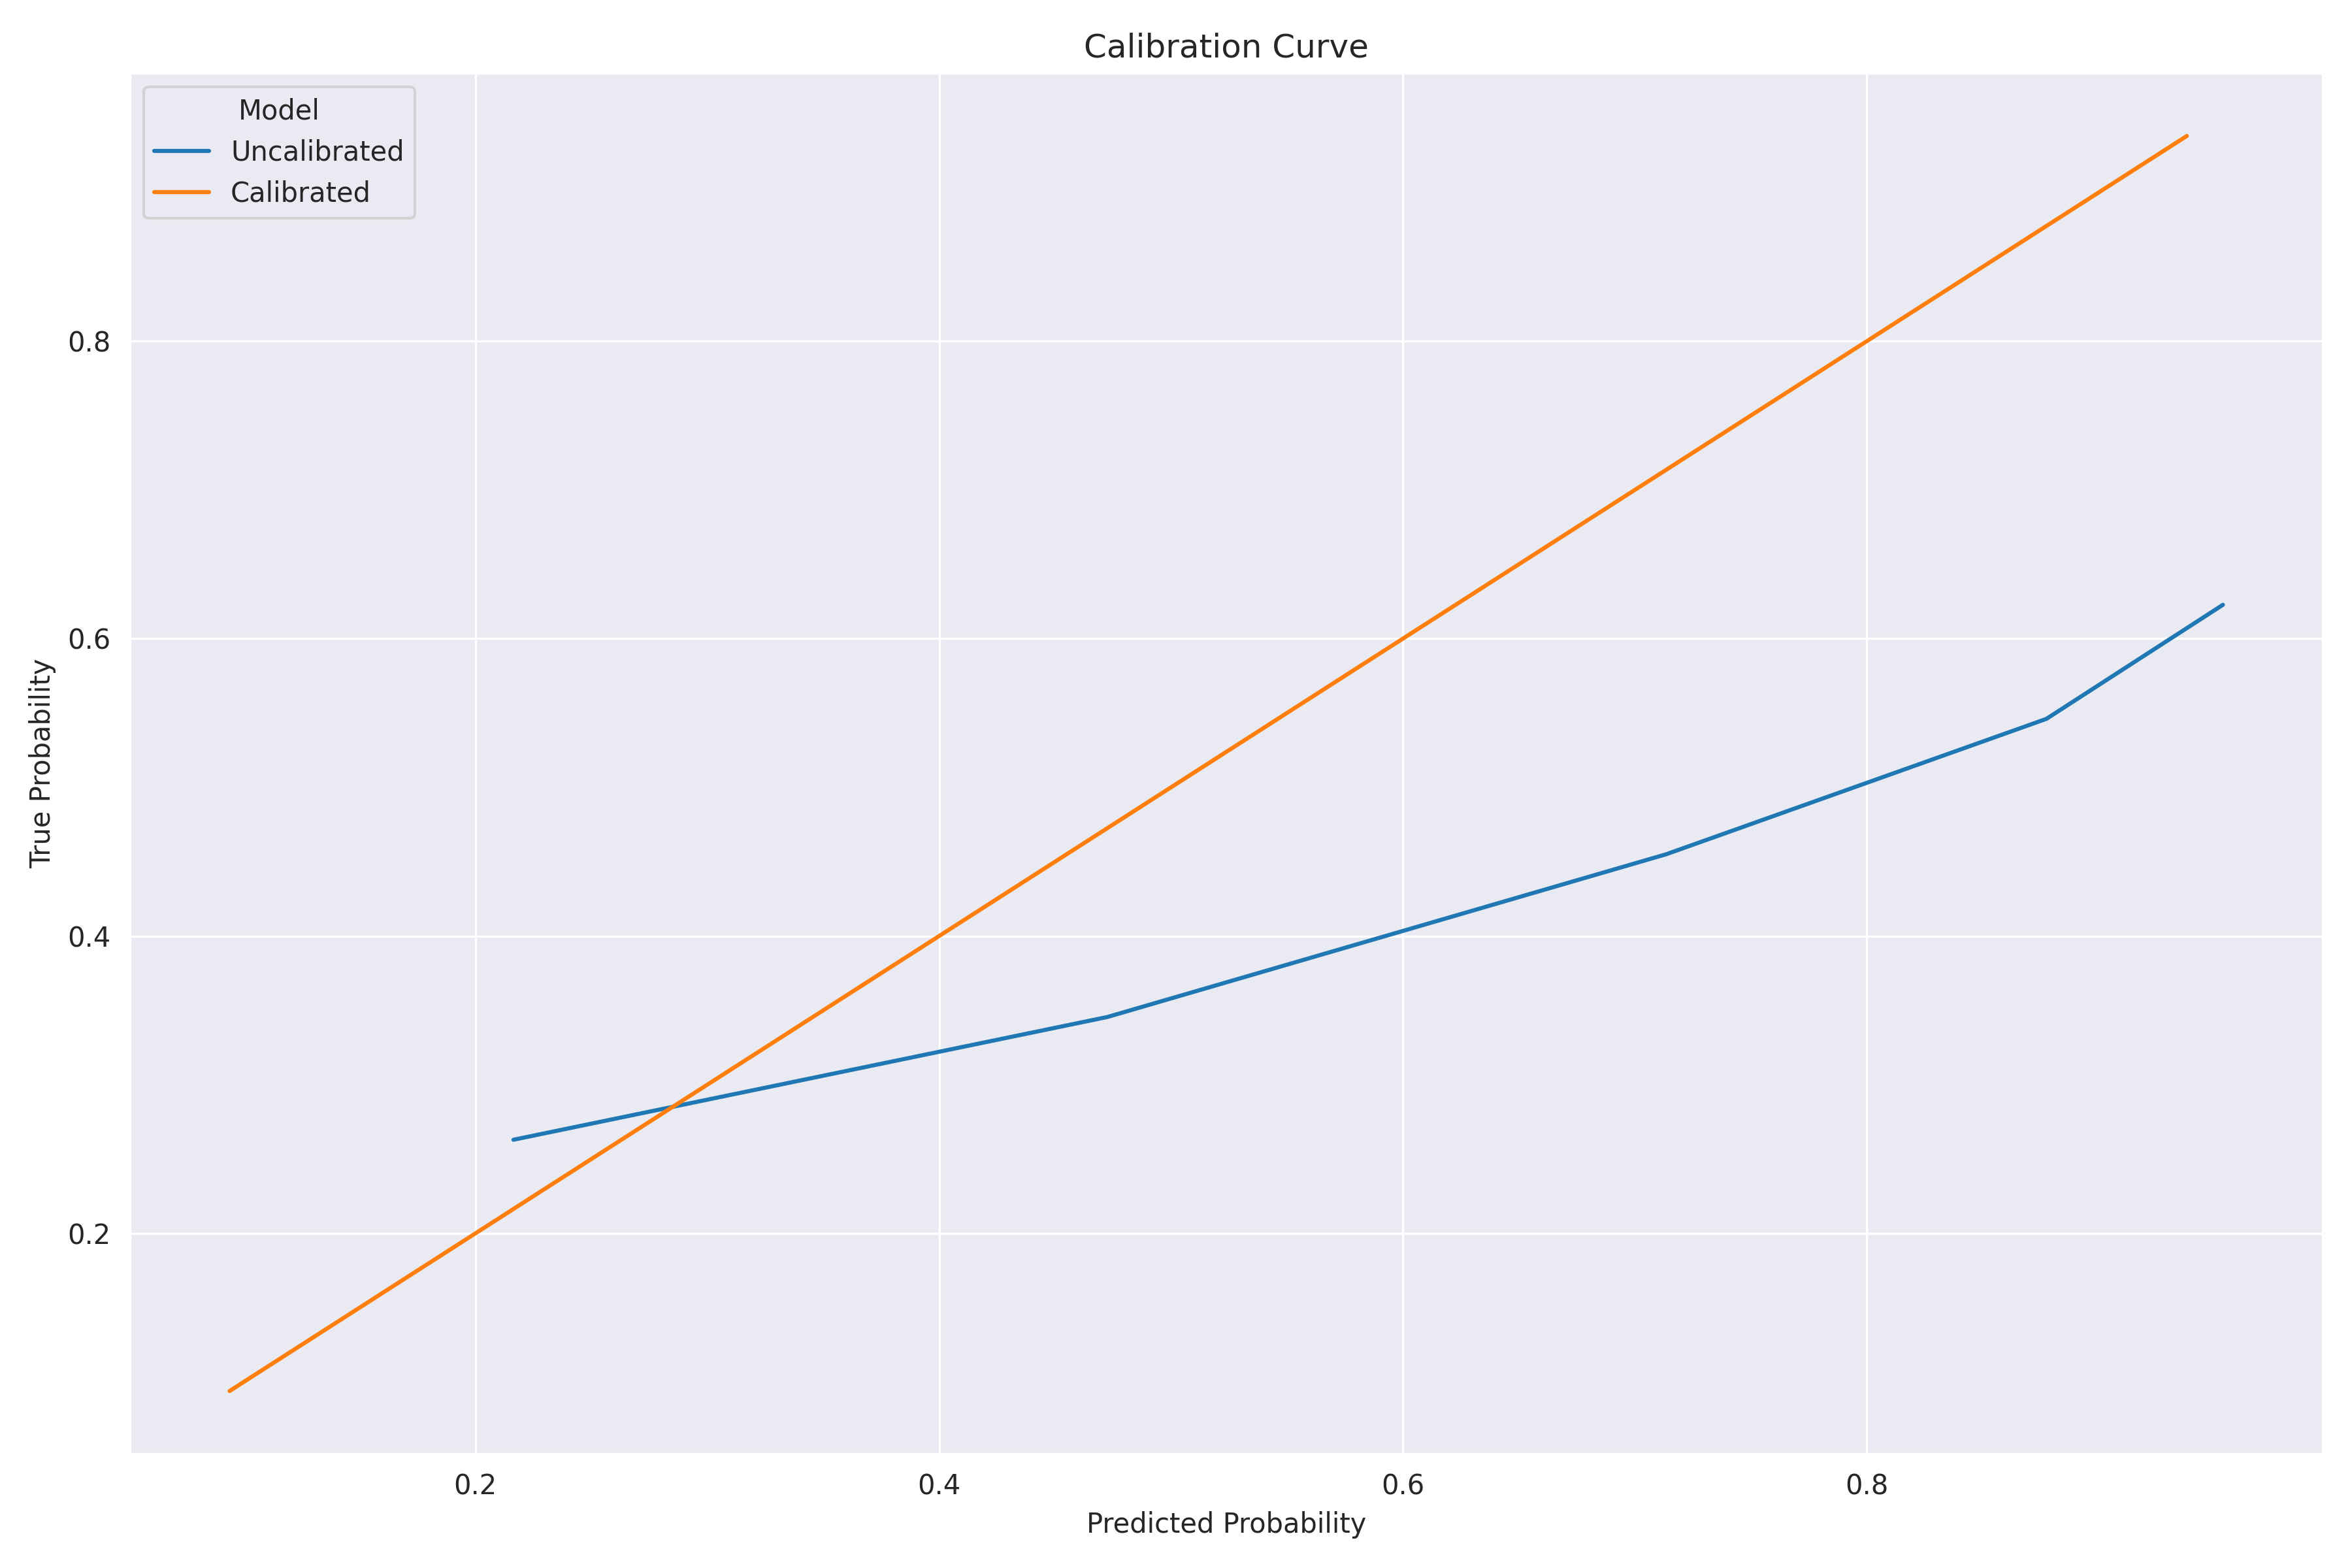 Calibration Curve
Model
Uncalibrated
Calibrated
True Probability
0.8
0.6
0.4
0.2
0.2 0.4 0.6 0.8
Predicted Probability